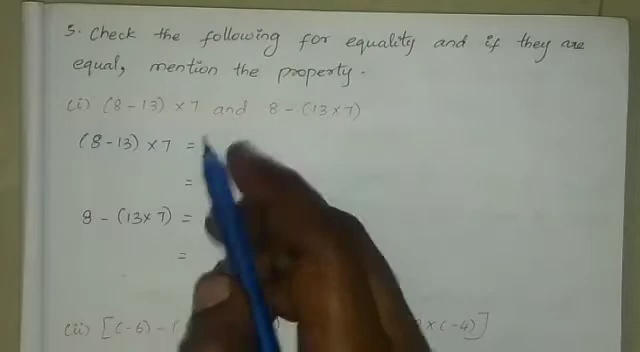 5. Check the following for equality and if they are
equal, mention the property.
(i) (8 - 13) × 7 and 8 - (13 × 7)
(8 - 13) × 7 =
=
8 - (13 × 7) =
=
(ii) [(-6) - ( × (-4)]